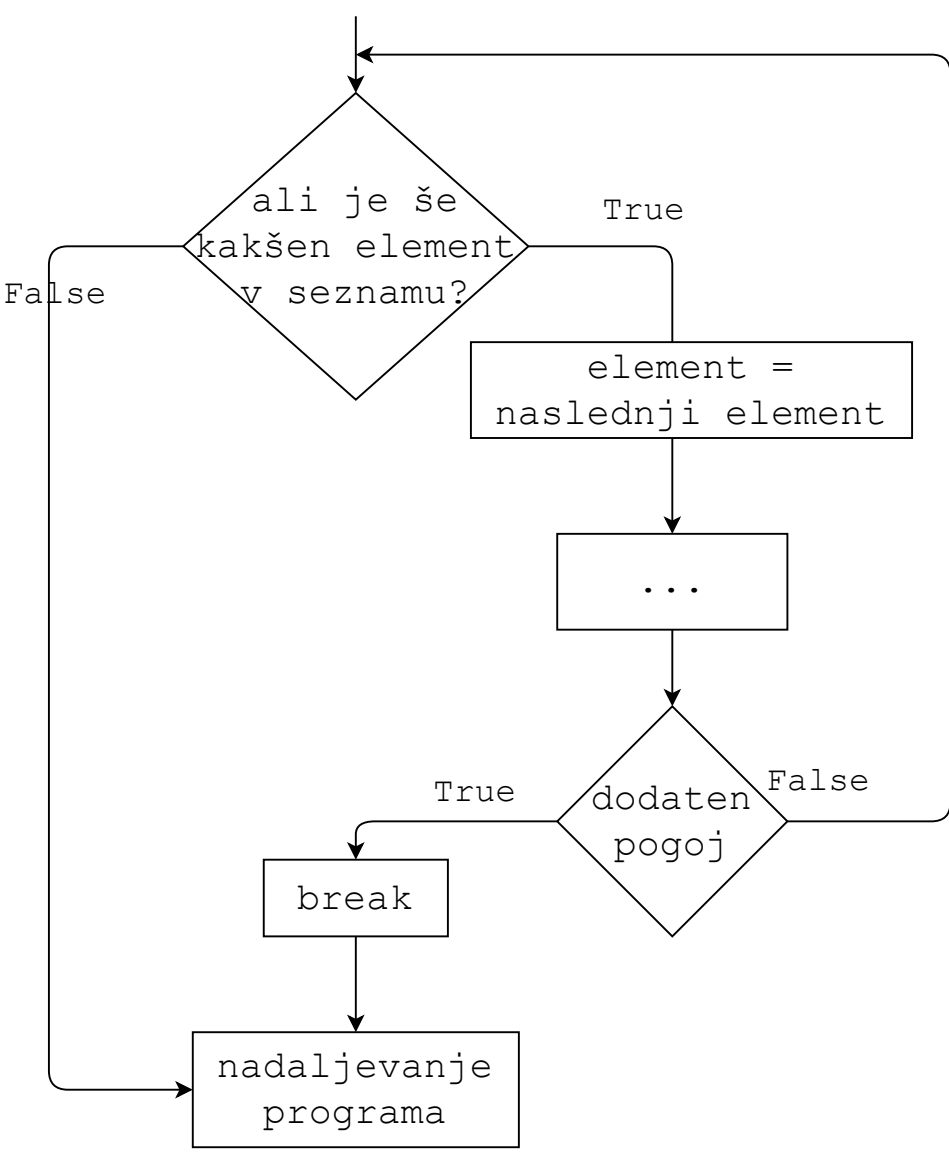 ali je še
kakšen element
v seznamu?
True
False
element =
naslednji element
...
dodaten
pogoj
True
False
break
nadaljevanje
programa